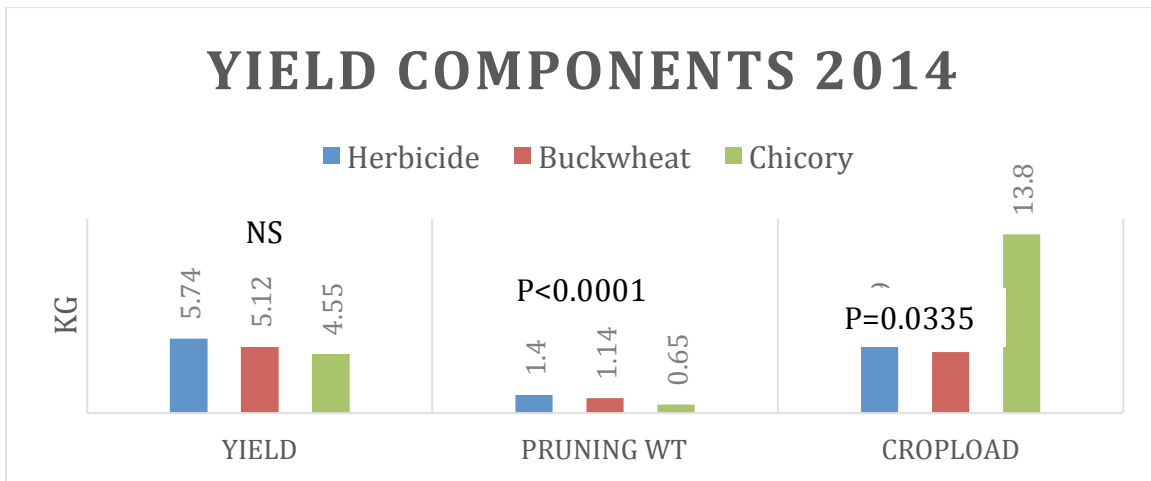 YIELD COMPONENTS 2014
Herbicide Buckwheat Chicory
KG
NS
5.74
5.12
4.55
YIELD
P<0.0001
1.4
1.14
0.65
PRUNING WT
P=0.0335
13.8
CROPLOAD